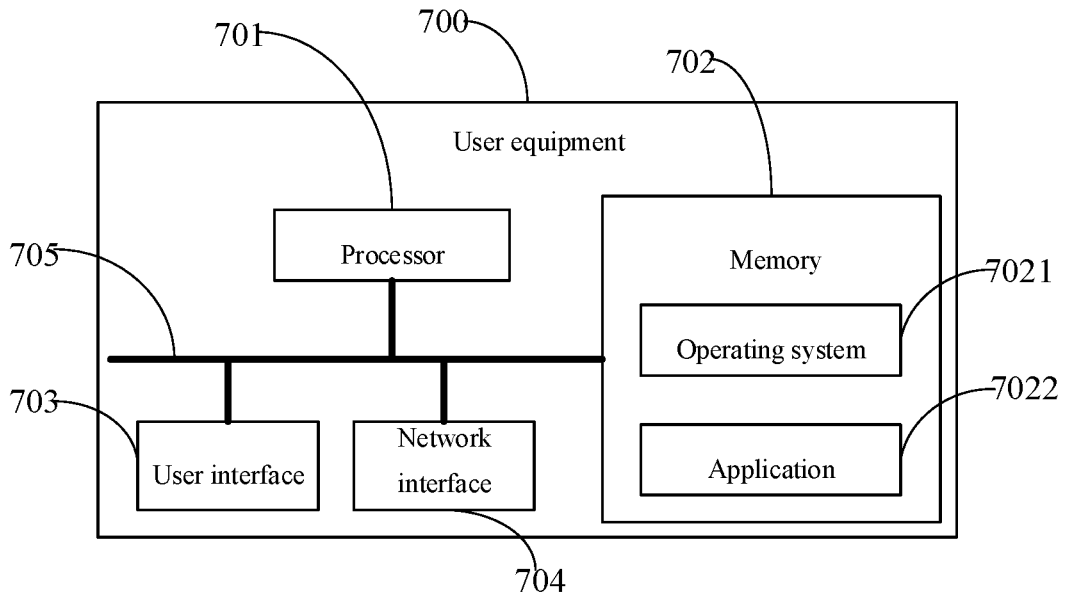 700
701
702
User equipment
Processor
Memory
705
7021
Operating system
7022
703
Network
interface
User interface
Application
704